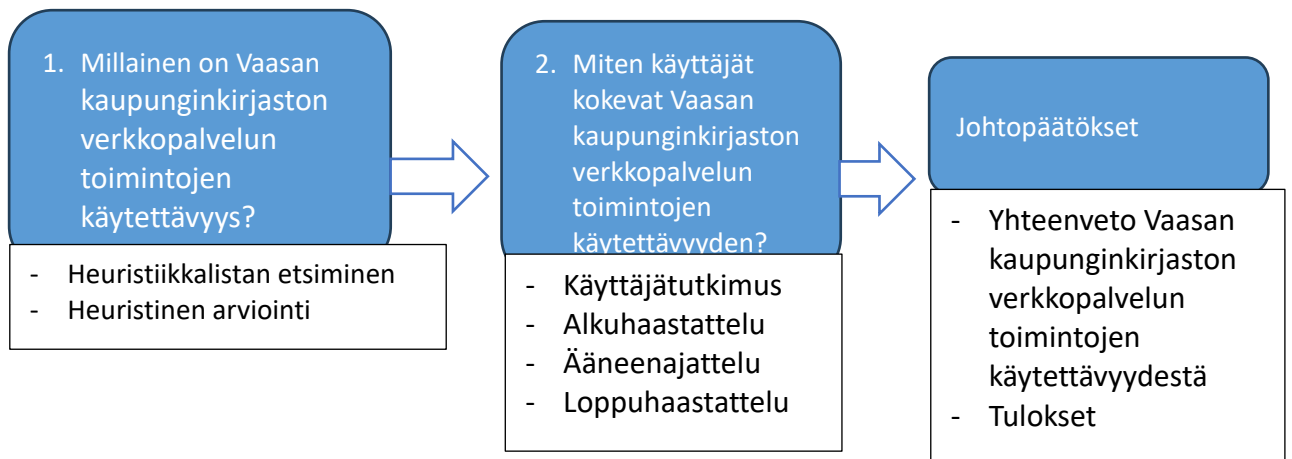 1. Millainen on Vaasan
kaupunginkirjaston
verkkopalvelun
toimintojen
käytettävyys?
- Heuristiikkalistan etsiminen
- Heuristinen arviointi
2. Miten käyttäjät
kokevat Vaasan
kaupunginkirjaston
verkkopalvelun
toimintojen
käytettävyyden?
- Käyttäjätutkimus
- Alkuhaastattelu
- Ääneenajattelu
- Loppuhaastattelu
Johtopäätökset
- Yhteenveto Vaasan
kaupunginkirjaston
verkkopalvelun
toimintojen
käytettävyydestä
- Tulokset